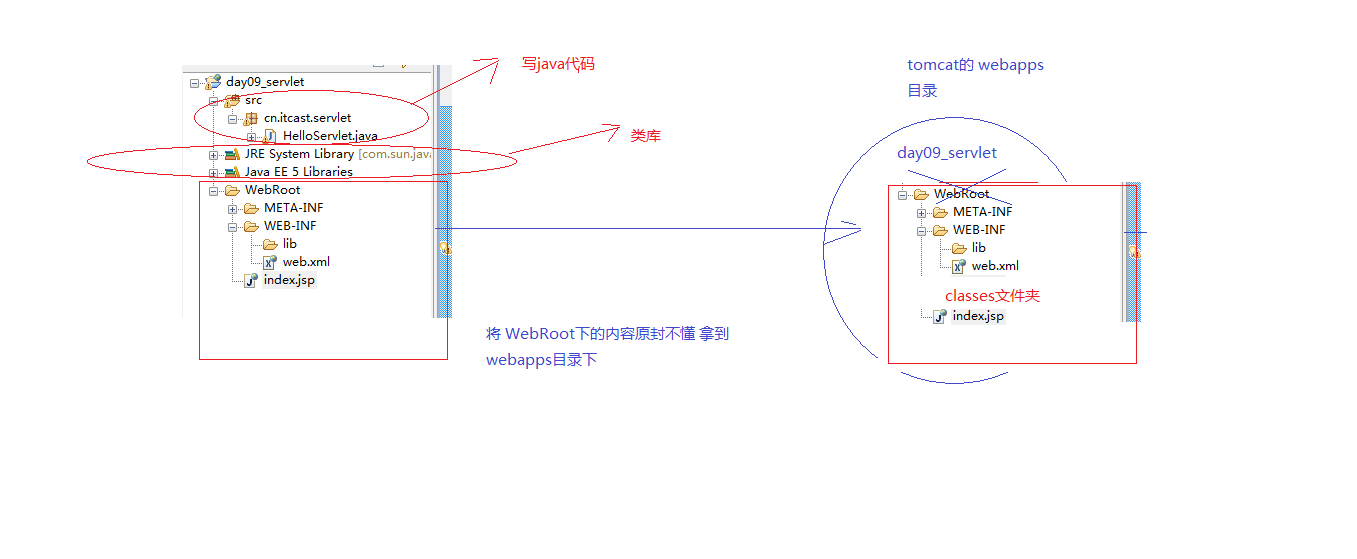 day09_servlet
src
cn.itcast.servlet
HelloServlet.java
JRE System Library [com.sun.java
Java EE 5 Libraries
WebRoot
META-INF
WEB-INF
lib
web.xml
index.jsp
写java代码
类库
将 WebRoot下的内容原封不懂 拿到
webapps目录下
tomcat的 webapps
目录
day09_servlet
WebRoot
META-INF
WEB-INF
lib
web.xml
classes文件夹
index.jsp